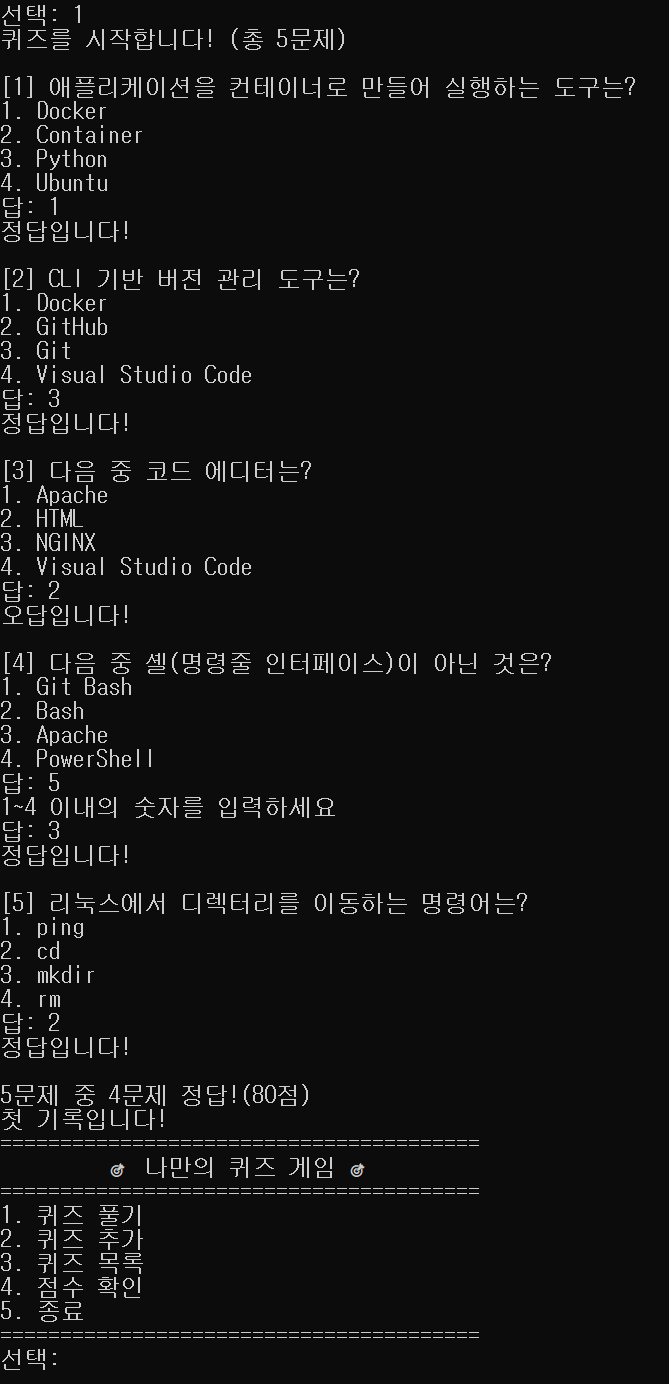 선택: 1
퀴즈를 시작합니다! (총 5문제)
[1] 애플리케이션을 컨테이너로 만들어 실행하는 도구는?
1. Docker
2. Container
3. Python
4. Ubuntu
답: 1
정답입니다!
[2] CLI 기반 버전 관리 도구는?
1. Docker
2. GitHub
3. Git
4. Visual Studio Code
답: 3
정답입니다!
[3] 다음 중 코드 에디터는?
1. Apache
2. HTML
3. NGINX
4. Visual Studio Code
답: 2
오답입니다!
[4] 다음 중 셸(명령줄 인터페이스)이 아닌 것은?
1. Git Bash
2. Bash
3. Apache
4. PowerShell
답: 5
1~4 이내의 숫자를 입력하세요
답: 3
정답입니다!
[5] 리눅스에서 디렉터리를 이동하는 명령어는?
1. ping
2. cd
3. mkdir
4. rm
답: 2
정답입니다!
5문제 중 4문제 정답!(80점)
첫 기록입니다!
========================================
🎯 나만의 퀴즈 게임 🎯
========================================
1. 퀴즈 풀기
2. 퀴즈 추가
3. 퀴즈 목록
4. 점수 확인
5. 종료
========================================
선택: